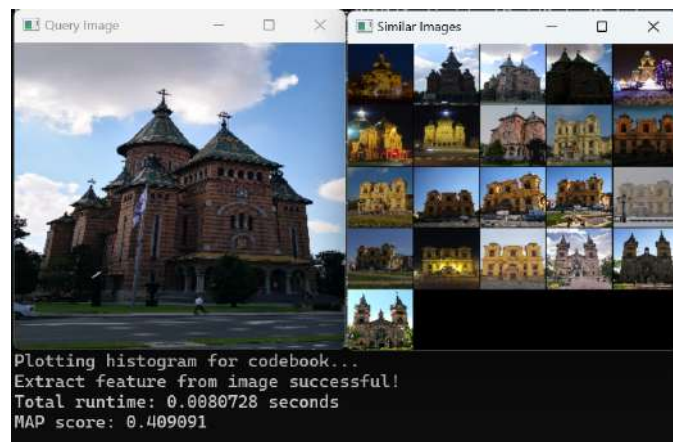 Query Image
Similar Images
Plotting histogram for codebook...
Extract feature from image successful!
Total runtime: 0.0080728 seconds
MAP score: 0.409091